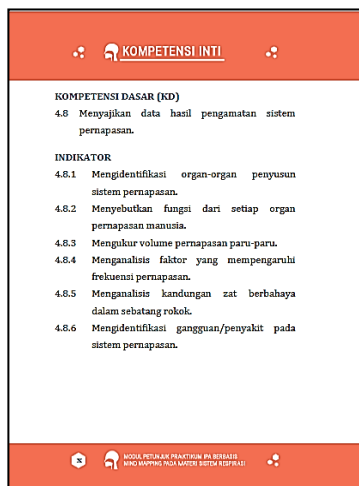 KOMPETENSI INTI
KOMPETENSI DASAR (KD)
4.8 Menyajikan data hasil pengamatan sistem
pernapasan.
INDIKATOR
4.8.1 Mengidentifikasi organ-organ penyusun
sistem pernapasan.
4.8.2 Menyebutkan fungsi dari setiap organ
pernapasan manusia.
4.8.3 Mengukur volume pernapasan paru-paru.
4.8.4 Menganalisis faktor yang mempengaruhi
frekuensi pernapasan.
4.8.5 Menganalisis kandungan zat berbahaya
dalam sebatang rokok.
4.8.6 Mengidentifikasi gangguan/penyakit pada
sistem pernapasan.
x
MODUL PETUNJUK PRAKTIKUM IPA BERBASIS
MIND MAPPING PADA MATERI SISTEM RESPIRASI